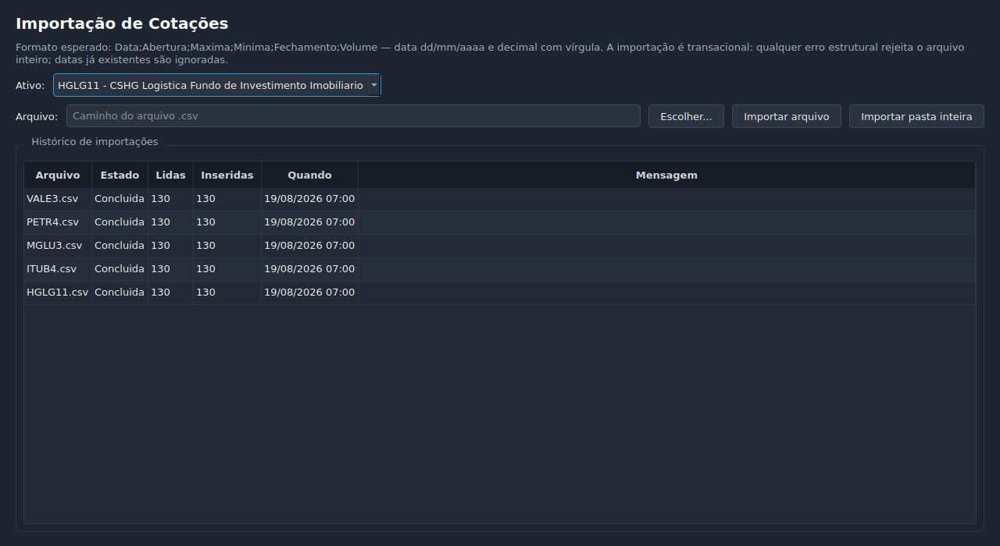 Importação de Cotações
Formato esperado: Data;Abertura;Maxima;Minima;Fechamento;Volume — data dd/mm/aaaa e decimal com vírgula. A importação é transacional: qualquer erro estrutural rejeita o arquivo
inteiro; datas já existentes são ignoradas.
Ativo: HGLG11 - CSHG Logistica Fundo de Investimento Imobiliario
Arquivo: Caminho do arquivo .csv Escolher... Importar arquivo Importar pasta inteira
Histórico de importações
Arquivo Estado Lidas Inseridas Quando Mensagem
VALE3.csv Concluida 130 130 19/08/2026 07:00
PETR4.csv Concluida 130 130 19/08/2026 07:00
MGLU3.csv Concluida 130 130 19/08/2026 07:00
ITUB4.csv Concluida 130 130 19/08/2026 07:00
HGLG11.csv Concluida 130 130 19/08/2026 07:00